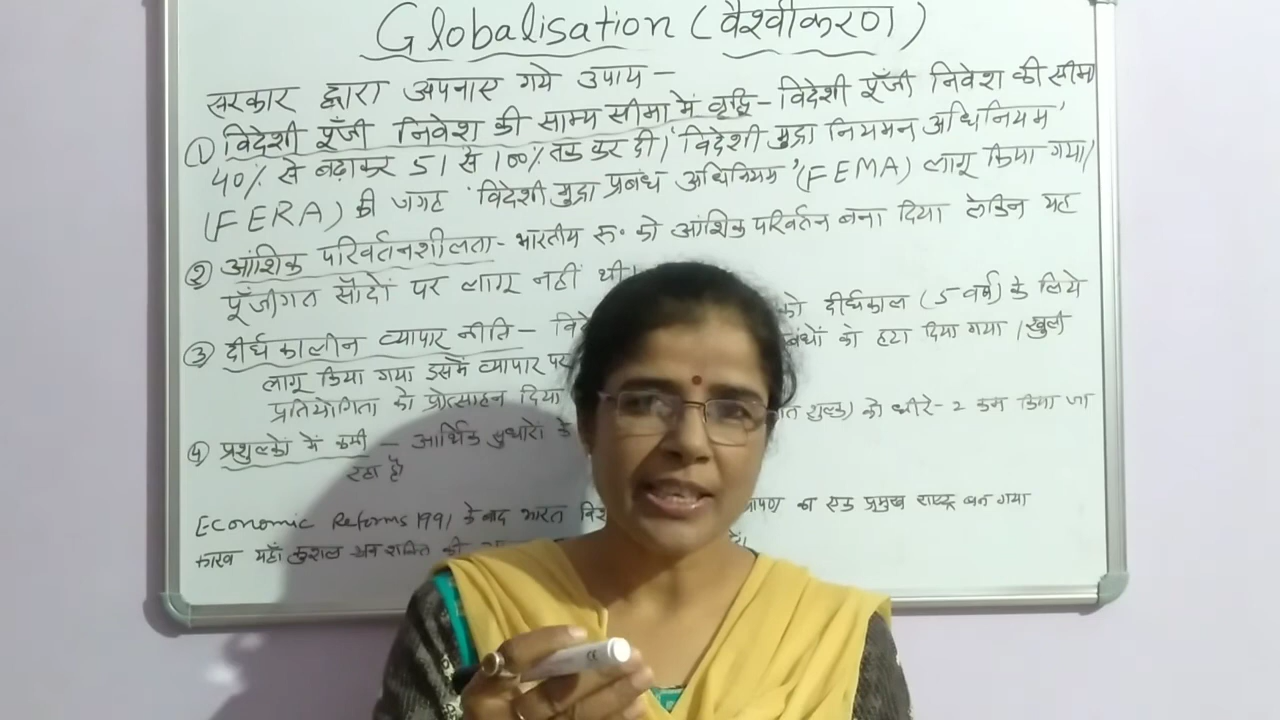 Globalisation (वैश्वीकरण)
सरकार द्वारा अपनाए गये उपाय –
① विदेशी पूँजी निवेश की साम्य सीमा में वृद्धि – विदेशी पूँजी निवेश की सीमा
40% से बढ़ाकर 51 से 100% तक कर दी। 'विदेशी मुद्रा नियमन अधिनियम'
(FERA) की जगह 'विदेशी मुद्रा प्रबंध अधिनियम' (FEMA) लागू किया गया।
② आंशिक परिवर्तनशीलता - भारतीय रू॰ को आंशिक परिवर्तन बना दिया लेकिन यह
पूँजीगत सौदों पर लागू नहीं थी।
③ दीर्घकालीन व्यापार नीति – को दीर्घकाल (5 वर्ष) के लिये
लागू किया गया इसमें व्यापार पर को हटा दिया गया। खुली
प्रतियोगिता को प्रोत्साहन दिया
④ प्रशुल्कों में कमी – आर्थिक सुधारों के शुल्क) को धीरे-2 कम किया जा
रहा है।
Economic Reforms 1991 के बाद भारत का एक प्रमुख राष्ट्र बन गया
यहाँ कुशल श्रम शक्ति की